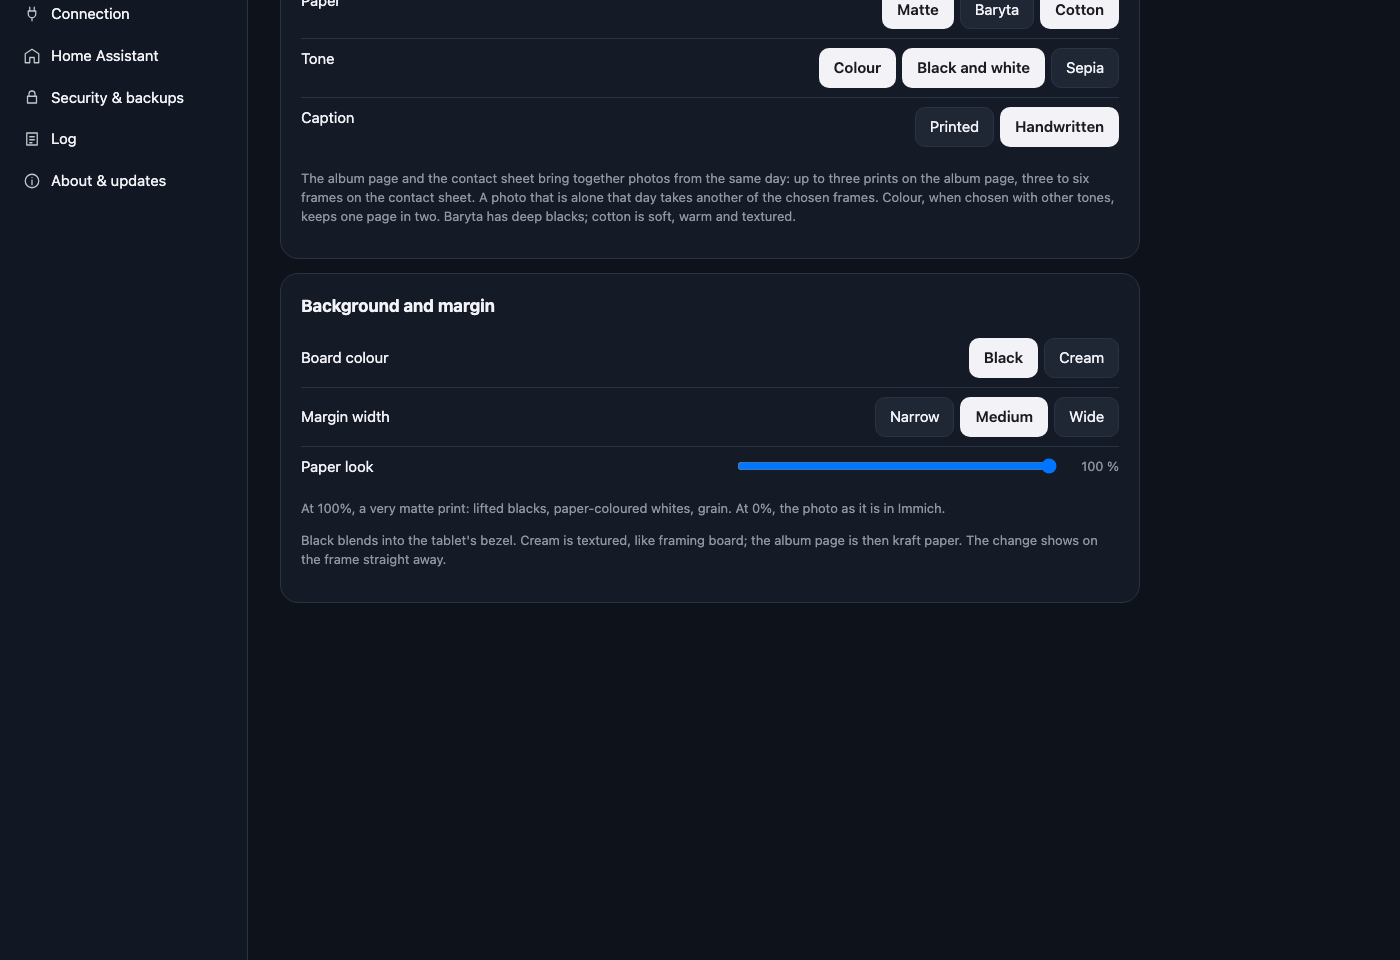 Connection
Home Assistant
Security & backups
Log
About & updates
Paper
Matte
Baryta
Cotton
Tone
Colour
Black and white
Sepia
Caption
Printed
Handwritten
The album page and the contact sheet bring together photos from the same day: up to three prints on the album page, three to six
frames on the contact sheet. A photo that is alone that day takes another of the chosen frames. Colour, when chosen with other tones,
keeps one page in two. Baryta has deep blacks; cotton is soft, warm and textured.
Background and margin
Board colour
Black
Cream
Margin width
Narrow
Medium
Wide
Paper look
100 %
At 100%, a very matte print: lifted blacks, paper-coloured whites, grain. At 0%, the photo as it is in Immich.
Black blends into the tablet's bezel. Cream is textured, like framing board; the album page is then kraft paper. The change shows on
the frame straight away.